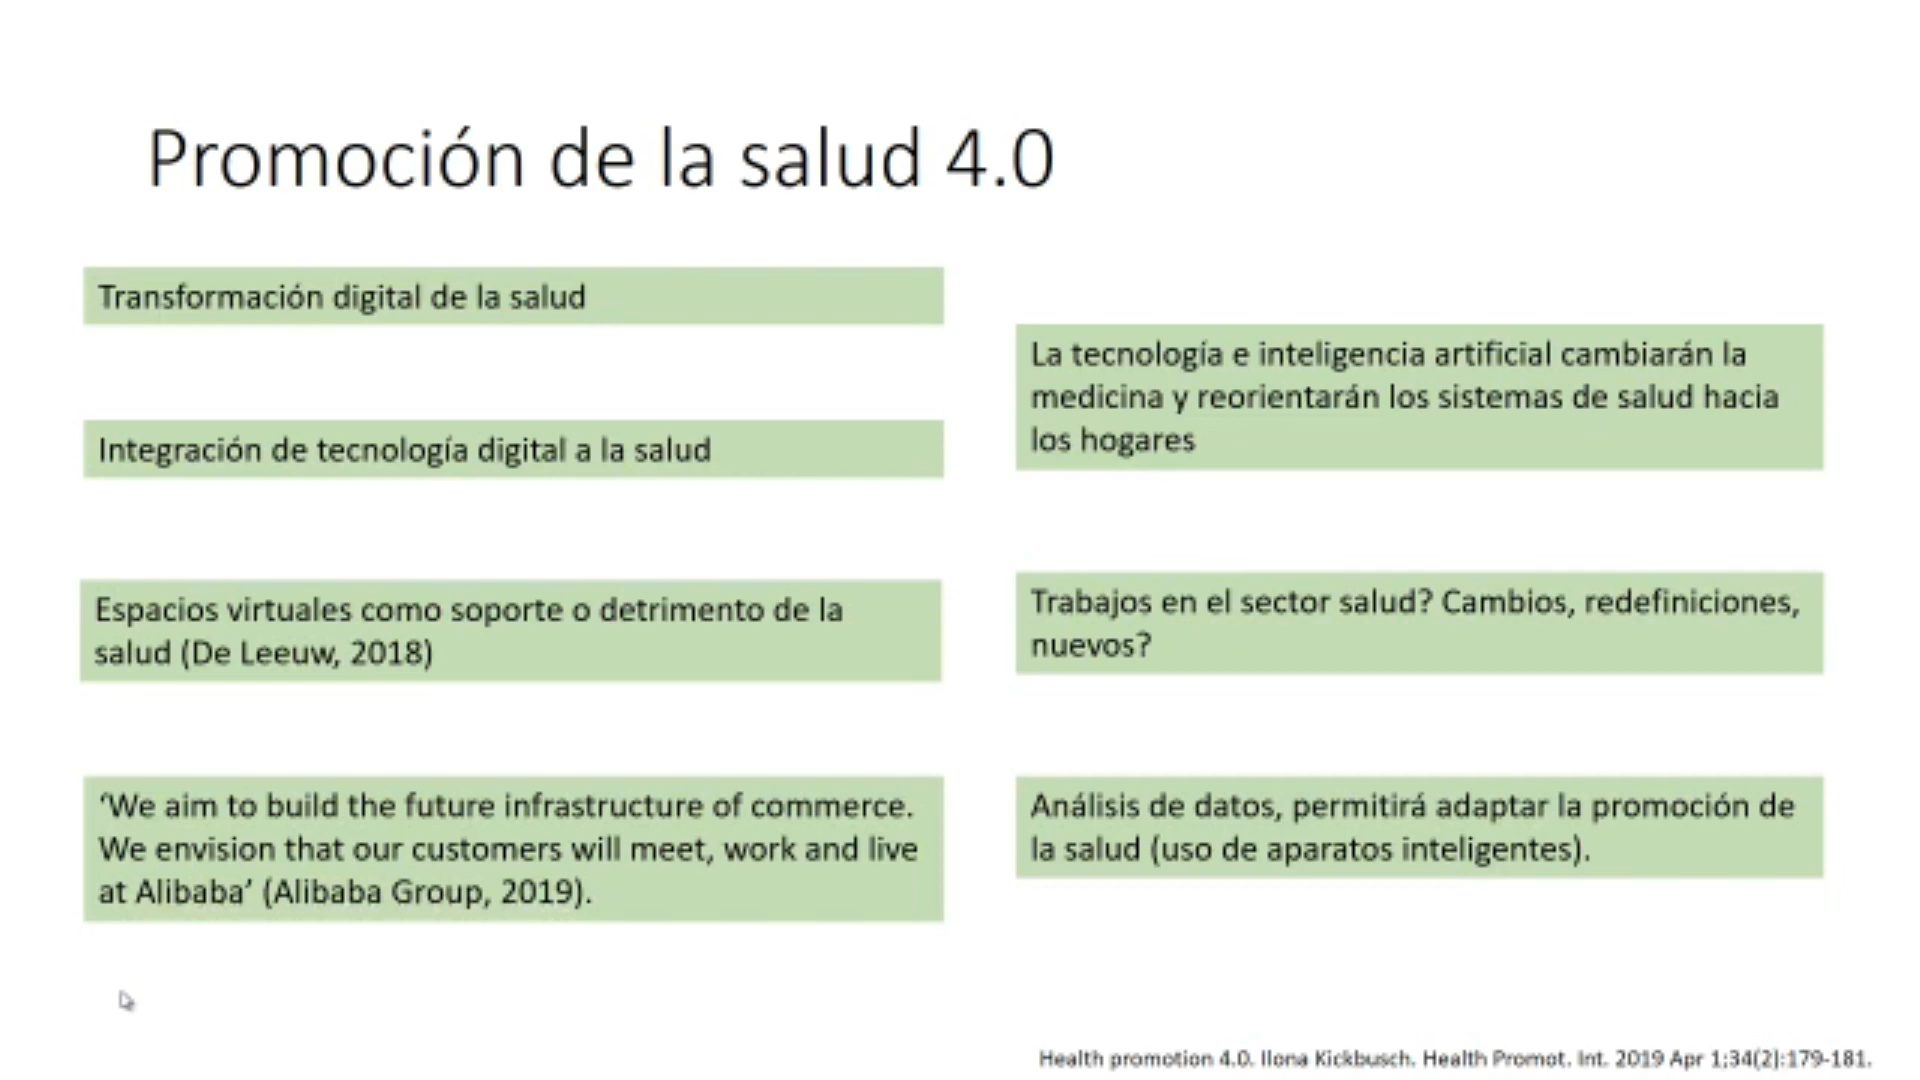 Promoción de la salud 4.0
Transformación digital de la salud
Integración de tecnología digital a la salud
Espacios virtuales como soporte o detrimento de la
salud (De Leeuw, 2018)
‘We aim to build the future infrastructure of commerce.
We envision that our customers will meet, work and live
at Alibaba’ (Alibaba Group, 2019).
La tecnología e inteligencia artificial cambiarán la
medicina y reorientarán los sistemas de salud hacia
los hogares
Trabajos en el sector salud? Cambios, redefiniciones,
nuevos?
Análisis de datos, permitirá adaptar la promoción de
la salud (uso de aparatos inteligentes).
Health promotion 4.0. Ilona Kickbusch. Health Promot. Int. 2019 Apr 1;34(2):179-181.